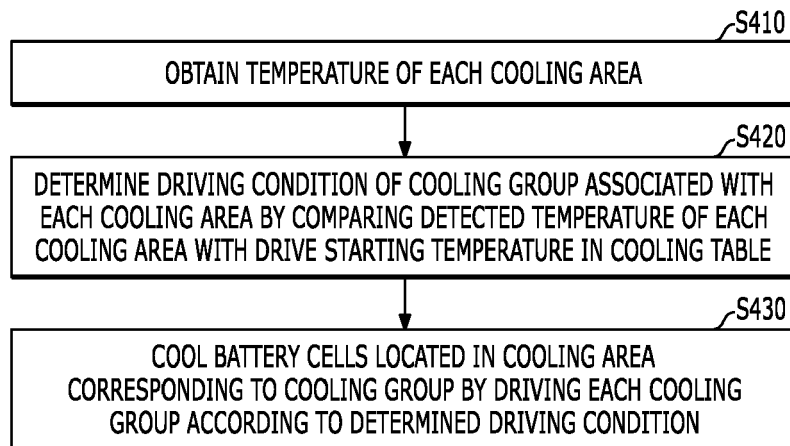 S410
OBTAIN TEMPERATURE OF EACH COOLING AREA
S420
DETERMINE DRIVING CONDITION OF COOLING GROUP ASSOCIATED WITH
EACH COOLING AREA BY COMPARING DETECTED TEMPERATURE OF EACH
COOLING AREA WITH DRIVE STARTING TEMPERATURE IN COOLING TABLE
S430
COOL BATTERY CELLS LOCATED IN COOLING AREA
CORRESPONDING TO COOLING GROUP BY DRIVING EACH COOLING
GROUP ACCORDING TO DETERMINED DRIVING CONDITION